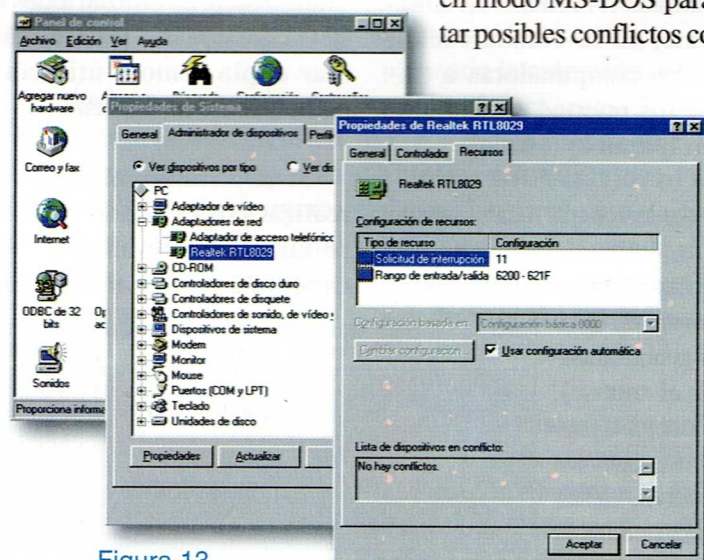 en modo MS-DOS para
tar posibles conflictos co
Panel de control
Archivo Edición Ver Ayuda
Agregar nuevo hardware
Correo y fax
Internet
ODBC de 32 bits
Sonidos
Proporciona informa
Propiedades de Sistema
General Administrador de dispositivos Perfil
Ver dispositivos por tipo Ver dis
PC
Adaptador de vídeo
Adaptadores de red
Adaptador de acceso telefónico
Realtek RTL8029
CD-ROM
Controladores de disco duro
Controladores de disquete
Controladores de sonido, de vídeo y
Dispositivos de sistema
Modem
Monitor
Mouse
Puertos (COM y LPT)
Teclado
Unidades de disco
Propiedades Actualizar
Propiedades de Realtek RTL8029
General Controlador Recursos
Realtek RTL8029
Configuración de recursos:
Tipo de recurso Configuración
Solicitud de interrupción 11
Rango de entrada/salida 6200 - 621F
Configuración basada en: Configuración básica 0000
Cambiar configuración... Usar configuración automática
Lista de dispositivos en conflicto:
No hay conflictos.
Aceptar Cancelar
Figura 13